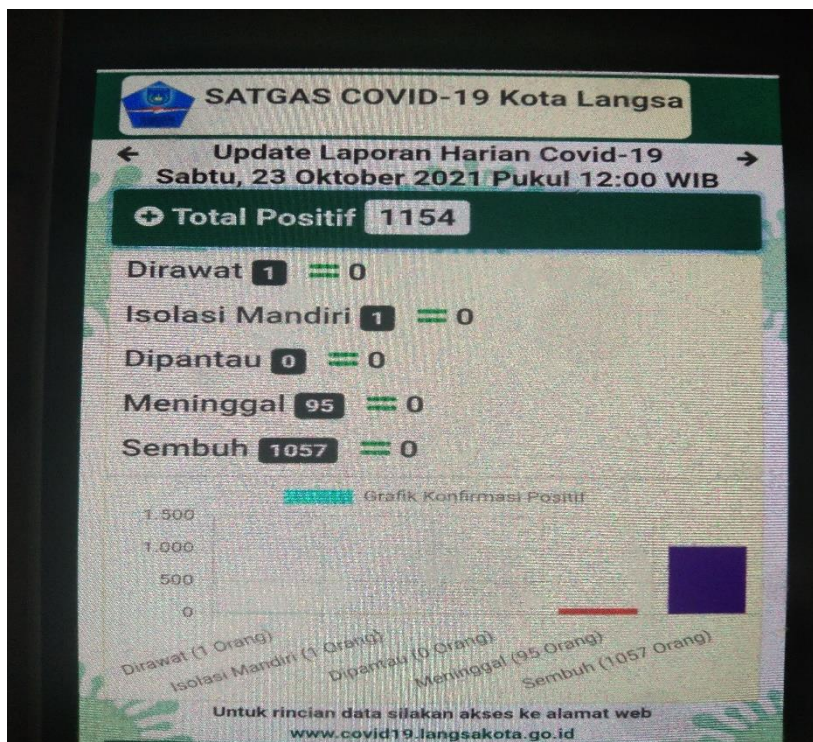 SATGAS COVID-19 Kota Langsa
← Update Laporan Harian Covid-19 →
Sabtu, 23 Oktober 2021 Pukul 12:00 WIB
Total Positif 1154
Dirawat 1 = 0
Isolasi Mandiri 1 = 0
Dipantau 0 = 0
Meninggal 95 = 0
Sembuh 1057 = 0
Grafik Konfirmasi Positif
1.500
1.000
500
0
Dirawat (1 Orang)
Isolasi Mandiri (1 Orang)
Dipantau (0 Orang)
Meninggal (95 Orang)
Sembuh (1057 Orang)
Untuk rincian data silakan akses ke alamat web
www.covid19.langsakota.go.id